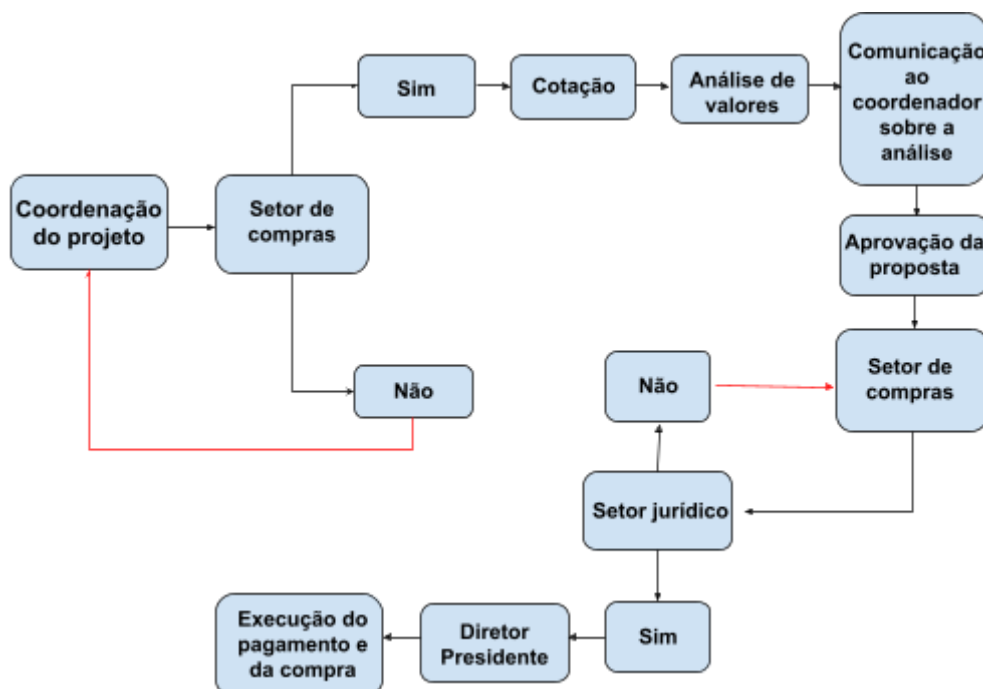 Coordenação
do projeto
Setor de
compras
Sim
Cotação
Análise de
valores
Comunicação
ao
coordenador
sobre a
análise
Aprovação da
proposta
Setor de
compras
Não
Não
Setor jurídico
Sim
Diretor
Presidente
Execução do
pagamento e
da compra